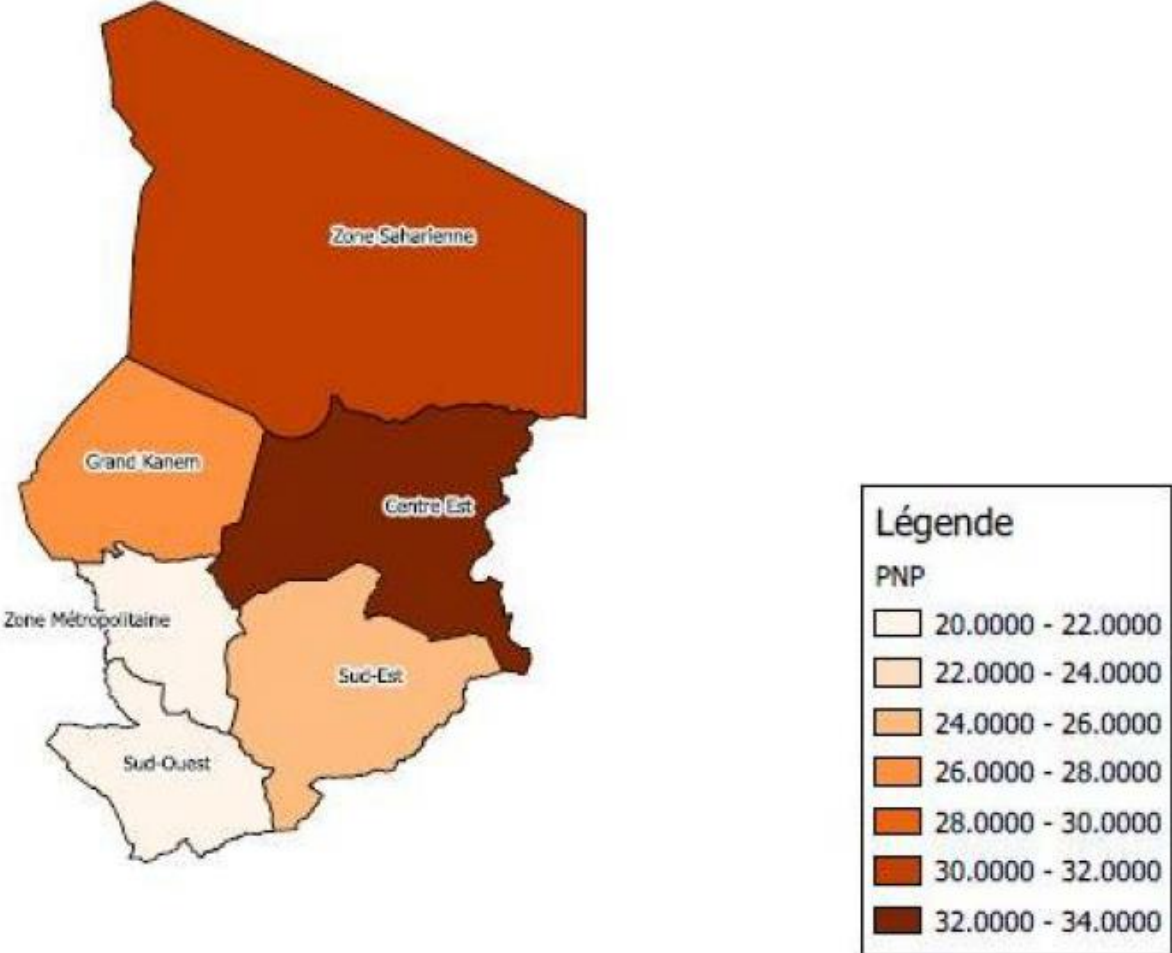 Zone Saharienne
Grand Kanem
Centre Est
Zone Métropolitaine
Sud-Est
Sud-Ouest
Légende
PNP
20.0000 - 22.0000
22.0000 - 24.0000
24.0000 - 26.0000
26.0000 - 28.0000
28.0000 - 30.0000
30.0000 - 32.0000
32.0000 - 34.0000